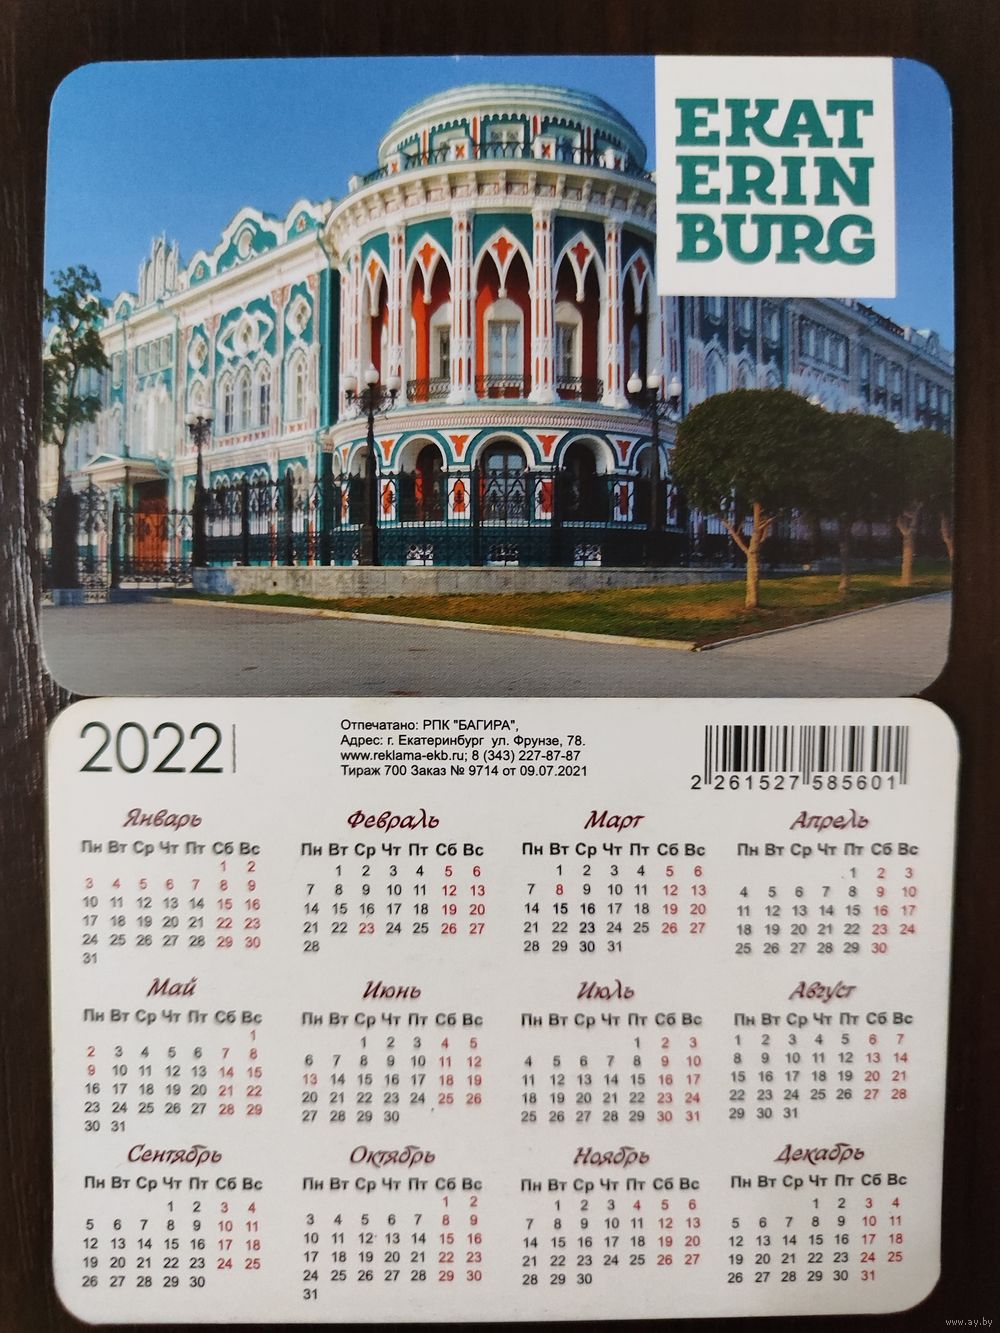 EKAT
ERIN
BURG
2022
Отпечатано: РПК "БАГИРА",
Адрес: г. Екатеринбург ул. Фрунзе, 78.
www.reklama-ekb.ru; 8 (343) 227-87-87
Тираж 700 Заказ № 9714 от 09.07.2021
2 261527 585601
Январь
Пн Вт Ср Чт Пт Сб Вс
1 2
3 4 5 6 7 8 9
10 11 12 13 14 15 16
17 18 19 20 21 22 23
24 25 26 27 28 29 30
31
Февраль
Пн Вт Ср Чт Пт Сб Вс
1 2 3 4 5 6
7 8 9 10 11 12 13
14 15 16 17 18 19 20
21 22 23 24 25 26 27
28
Март
Пн Вт Ср Чт Пт Сб Вс
1 2 3 4 5 6
7 8 9 10 11 12 13
14 15 16 17 18 19 20
21 22 23 24 25 26 27
28 29 30 31
Апрель
Пн Вт Ср Чт Пт Сб Вс
1 2 3
4 5 6 7 8 9 10
11 12 13 14 15 16 17
18 19 20 21 22 23 24
25 26 27 28 29 30
Май
Пн Вт Ср Чт Пт Сб Вс
1
2 3 4 5 6 7 8
9 10 11 12 13 14 15
16 17 18 19 20 21 22
23 24 25 26 27 28 29
30 31
Июнь
Пн Вт Ср Чт Пт Сб Вс
1 2 3 4 5
6 7 8 9 10 11 12
13 14 15 16 17 18 19
20 21 22 23 24 25 26
27 28 29 30
Июль
Пн Вт Ср Чт Пт Сб Вс
1 2 3
4 5 6 7 8 9 10
11 12 13 14 15 16 17
18 19 20 21 22 23 24
25 26 27 28 29 30 31
Август
Пн Вт Ср Чт Пт Сб Вс
1 2 3 4 5 6 7
8 9 10 11 12 13 14
15 16 17 18 19 20 21
22 23 24 25 26 27 28
29 30 31
Сентябрь
Пн Вт Ср Чт Пт Сб Вс
1 2 3 4
5 6 7 8 9 10 11
12 13 14 15 16 17 18
19 20 21 22 23 24 25
26 27 28 29 30
Октябрь
Пн Вт Ср Чт Пт Сб Вс
1 2
3 4 5 6 7 8 9
10 11 12 13 14 15 16
17 18 19 20 21 22 23
24 25 26 27 28 29 30
31
Ноябрь
Пн Вт Ср Чт Пт Сб Вс
1 2 3 4 5 6
7 8 9 10 11 12 13
14 15 16 17 18 19 20
21 22 23 24 25 26 27
28 29 30
Декабрь
Пн Вт Ср Чт Пт Сб Вс
1 2 3 4
5 6 7 8 9 10 11
12 13 14 15 16 17 18
19 20 21 22 23 24 25
26 27 28 29 30 31
www.ay.by